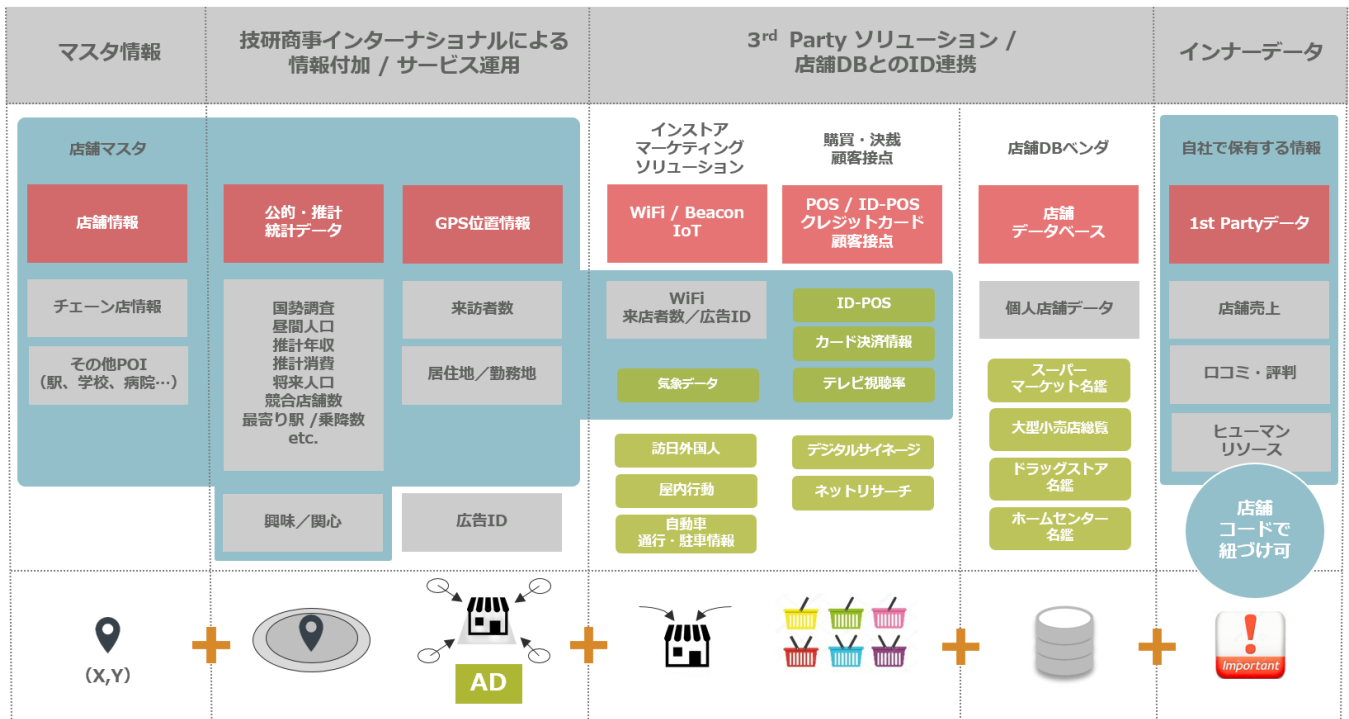 マスタ情報
技研商事インターナショナルによる
情報付加 / サービス運用
3rd Party ソリューション /
店舗DBとのID連携
インナーデータ
店舗マスタ
インストア
マーケティング
ソリューション
購買・決裁
顧客接点
店舗DBベンダ
自社で保有する情報
店舗情報
公的・推計
統計データ
GPS位置情報
WiFi / Beacon
IoT
POS / ID-POS
クレジットカード
顧客接点
店舗
データベース
1st Partyデータ
チェーン店情報
その他POI
（駅、学校、病院…）
国勢調査
昼間人口
推計年収
推計消費
将来人口
競合店舗数
最寄り駅 /乗降数
etc.
興味／関心
来訪者数
居住地／勤務地
広告ID
WiFi
来店者数／広告ID
気象データ
訪日外国人
屋内行動
自動車
通行・駐車情報
ID-POS
カード決済情報
テレビ視聴率
デジタルサイネージ
ネットリサーチ
個人店舗データ
スーパー
マーケット名鑑
大型小売店総覧
ドラッグストア
名鑑
ホームセンター
名鑑
店舗売上
口コミ・評判
ヒューマン
リソース
店舗
コードで
紐づけ可
(X,Y)
AD
Important